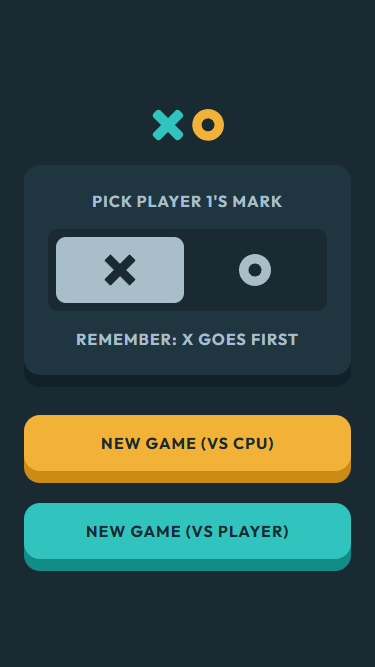 PICK PLAYER 1'S MARK
REMEMBER: X GOES FIRST
NEW GAME (VS CPU)
NEW GAME (VS PLAYER)